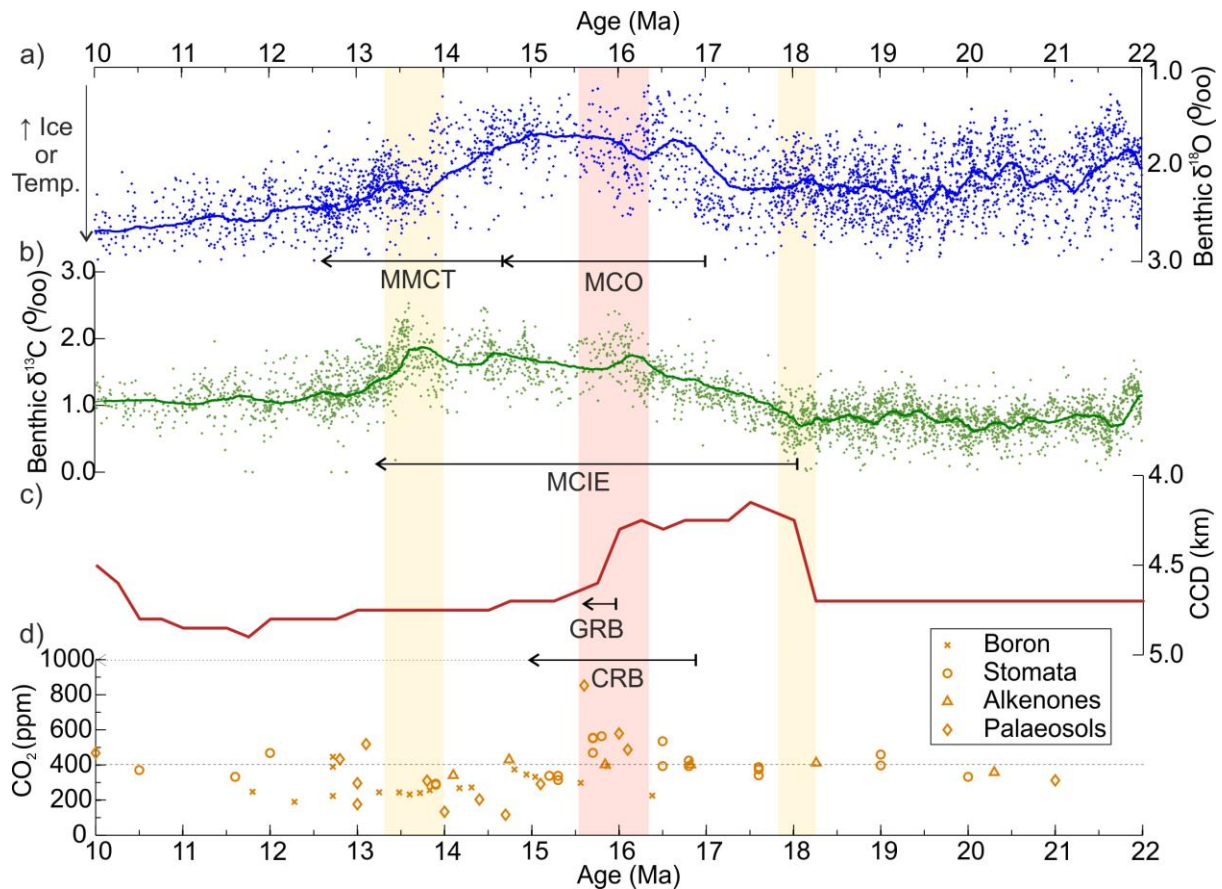 Age (Ma)
10 11 12 13 14 15 16 17 18 19 20 21 22
a)
↑ Ice
or
Temp.
1.0
2.0
3.0
Benthic δ18O (O/oo)
MMCT
MCO
b)
3.0
2.0
1.0
0.0
Benthic δ13C (O/oo)
MCIE
c)
4.0
4.5
5.0
CCD (km)
GRB
d)
CRB
1000
800
600
400
200
0
CO2 (ppm)
Boron
Stomata
Alkenones
Palaeosols
10 11 12 13 14 15 16 17 18 19 20 21 22
Age (Ma)